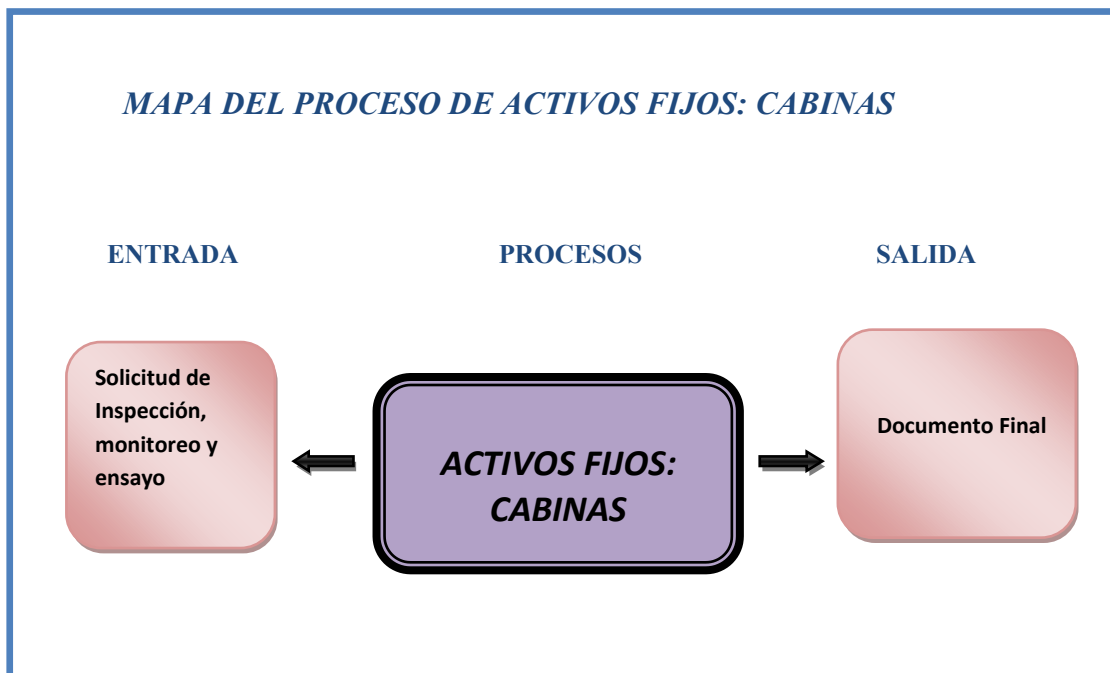 MAPA DEL PROCESO DE ACTIVOS FIJOS: CABINAS
ENTRADA
PROCESOS
SALIDA
Solicitud de
Inspección,
monitoreo y
ensayo
ACTIVOS FIJOS:
CABINAS
Documento Final